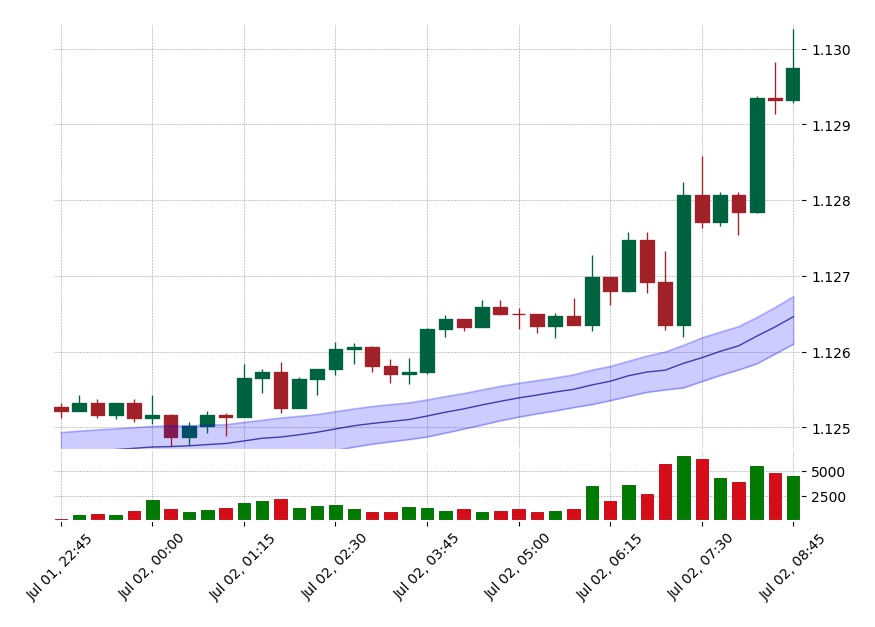 1.130
1.129
1.128
1.127
1.126
1.125
5000
2500
Jul 01, 22:45
Jul 02, 00:00
Jul 02, 01:15
Jul 02, 02:30
Jul 02, 03:45
Jul 02, 05:00
Jul 02, 06:15
Jul 02, 07:30
Jul 02, 08:45